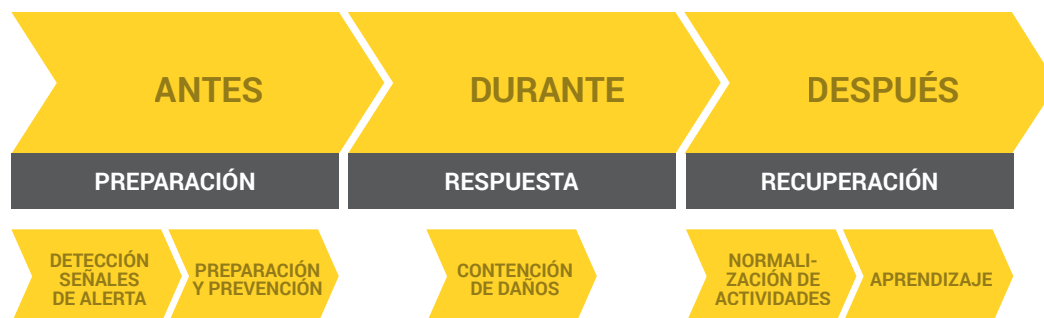 ANTES
DURANTE
DESPUÉS
PREPARACIÓN
RESPUESTA
RECUPERACIÓN
DETECCIÓN
SEÑALES
DE ALERTA
PREPARACIÓN
Y PREVENCIÓN
CONTENCIÓN
DE DAÑOS
NORMALI-
ZACIÓN DE
ACTIVIDADES
APRENDIZAJE